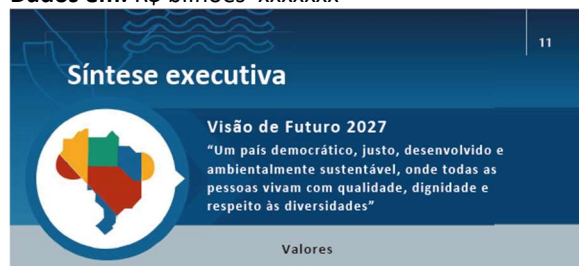 11
Síntese executiva
Visão de Futuro 2027
“Um país democrático, justo, desenvolvido e
ambientalmente sustentável, onde todas as
pessoas vivam com qualidade, dignidade e
respeito às diversidades”
Valores